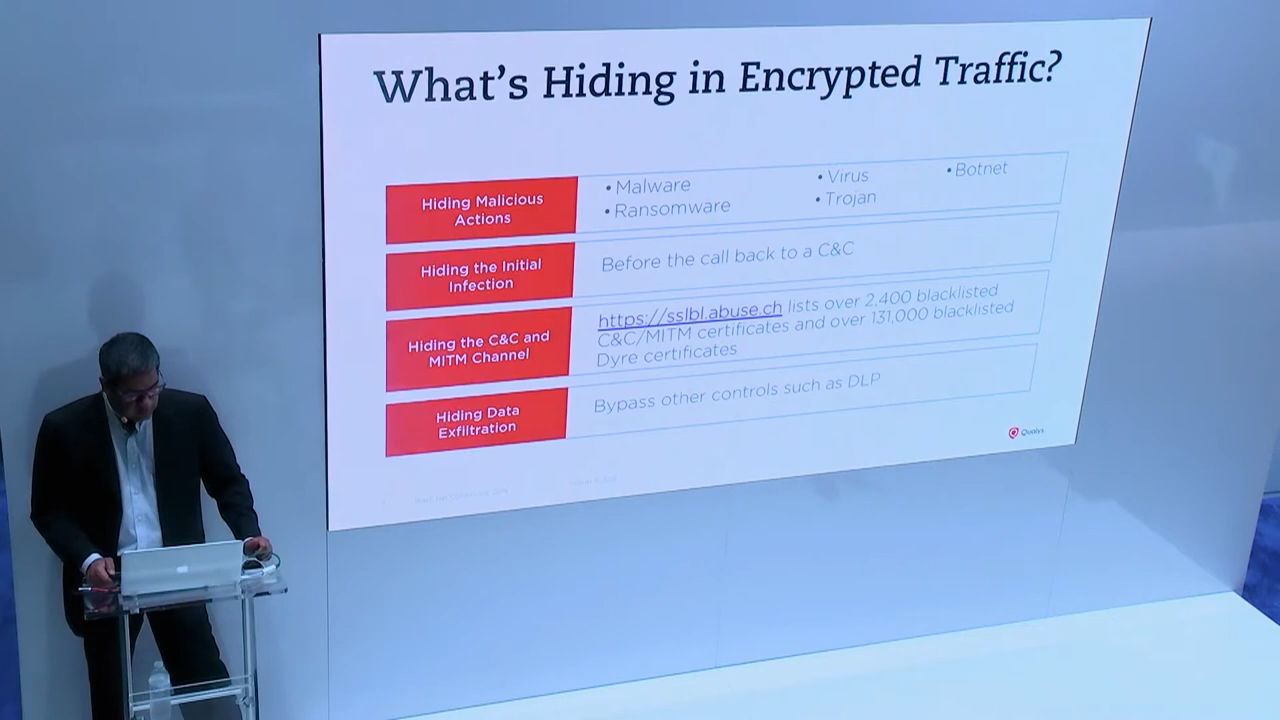 What's Hiding in Encrypted Traffic?
Hiding Malicious
Actions
• Malware
• Ransomware
• Virus
• Trojan
• Botnet
Hiding the Initial
Infection
Before the call back to a C&C
Hiding the C&C and
MITM Channel
https://sslbl.abuse.ch lists over 2,400 blacklisted
C&C/MITM certificates and over 131,000 blacklisted
Dyre certificates
Hiding Data
Exfiltration
Bypass other controls such as DLP
Qualys